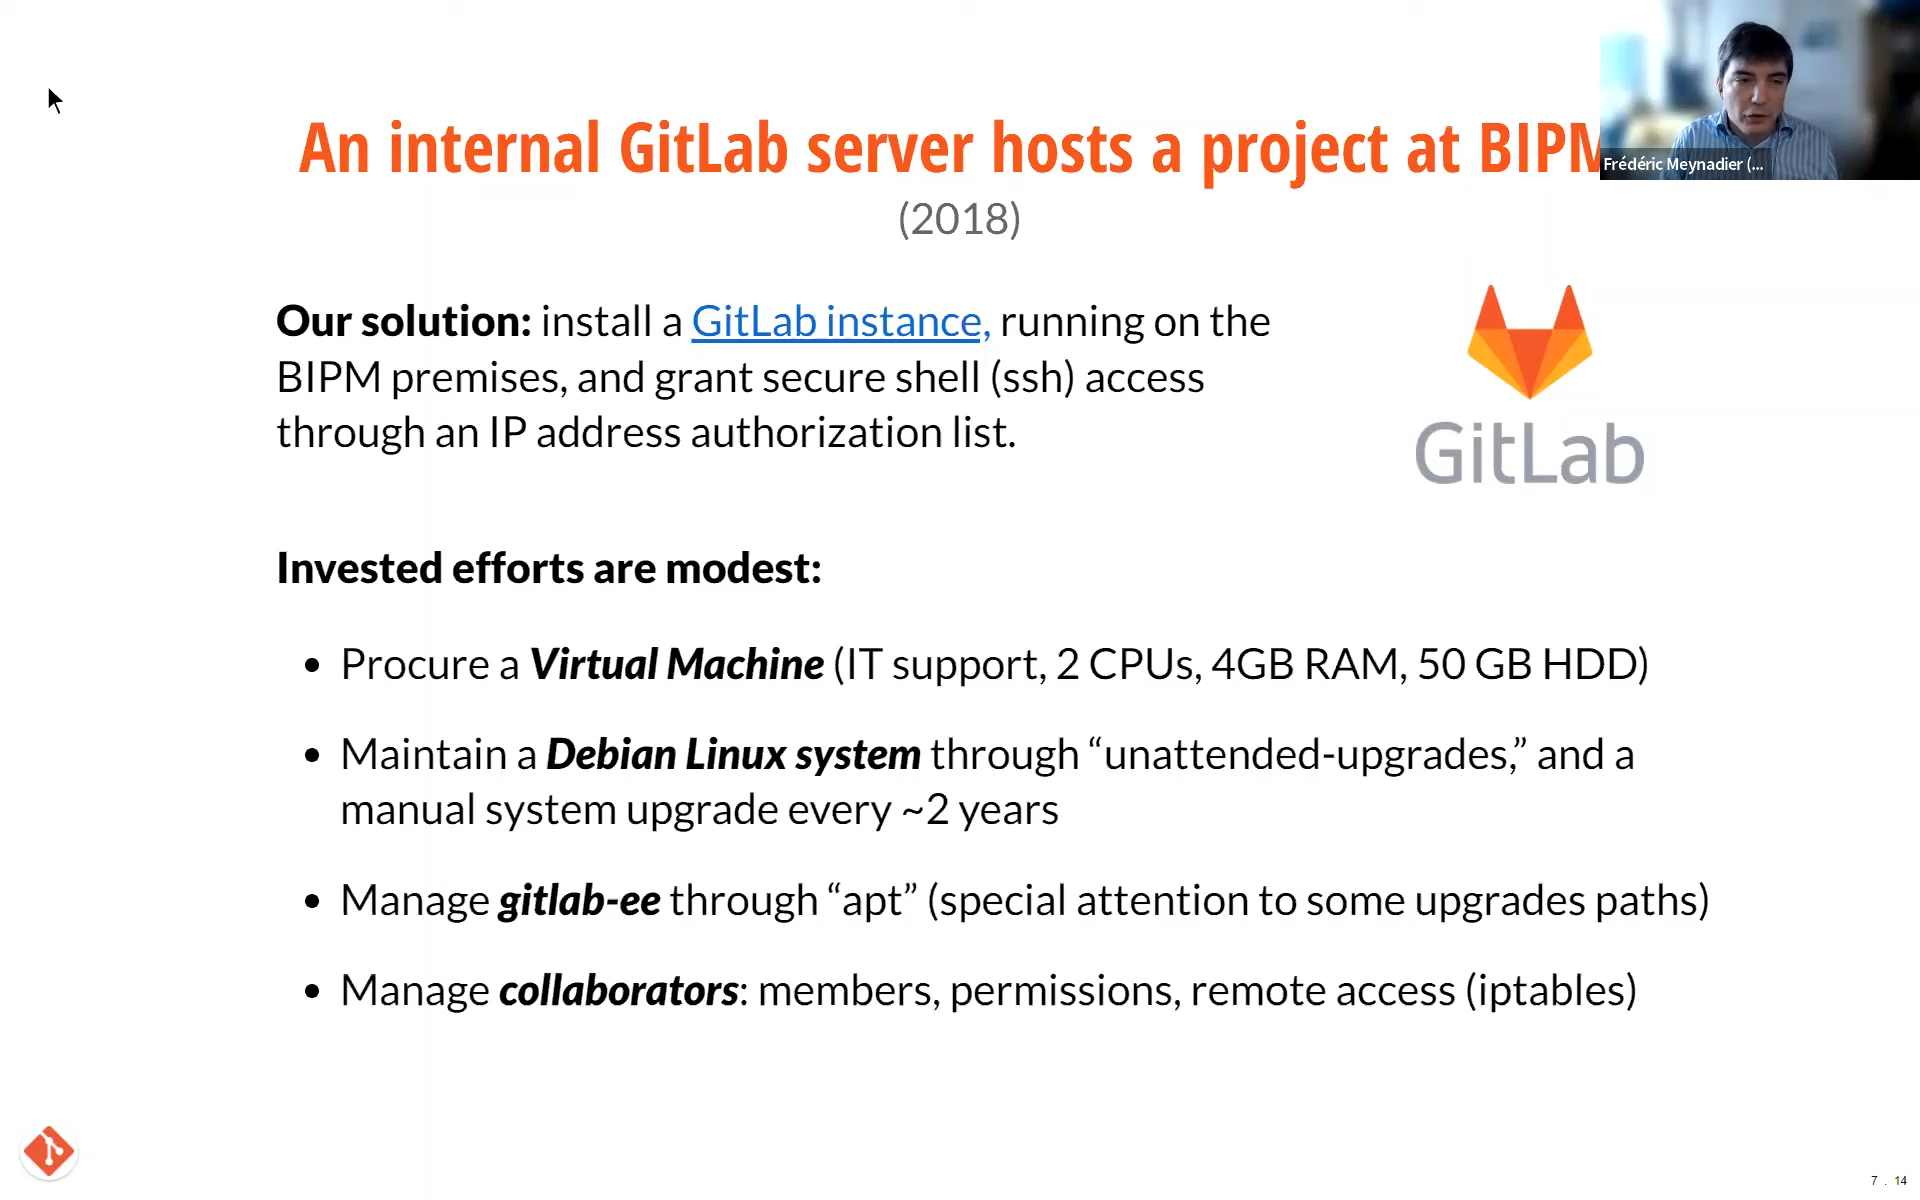 An internal GitLab server hosts a project at BIPM
Frédéric Meynadier (...
(2018)
Our solution: install a GitLab instance, running on the
BIPM premises, and grant secure shell (ssh) access
through an IP address authorization list.
GitLab
Invested efforts are modest:
• Procure a Virtual Machine (IT support, 2 CPUs, 4GB RAM, 50 GB HDD)
• Maintain a Debian Linux system through “unattended-upgrades,” and a
manual system upgrade every ~2 years
• Manage gitlab-ee through “apt” (special attention to some upgrades paths)
• Manage collaborators: members, permissions, remote access (iptables)
7 . 14